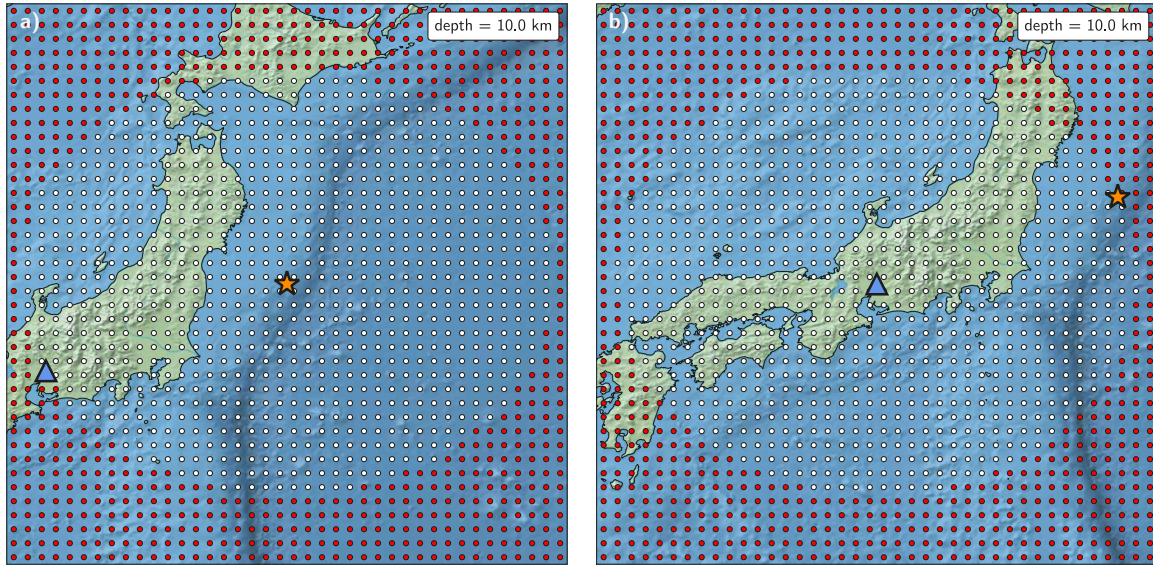 a)
depth = 10.0 km
b)
depth = 10.0 km